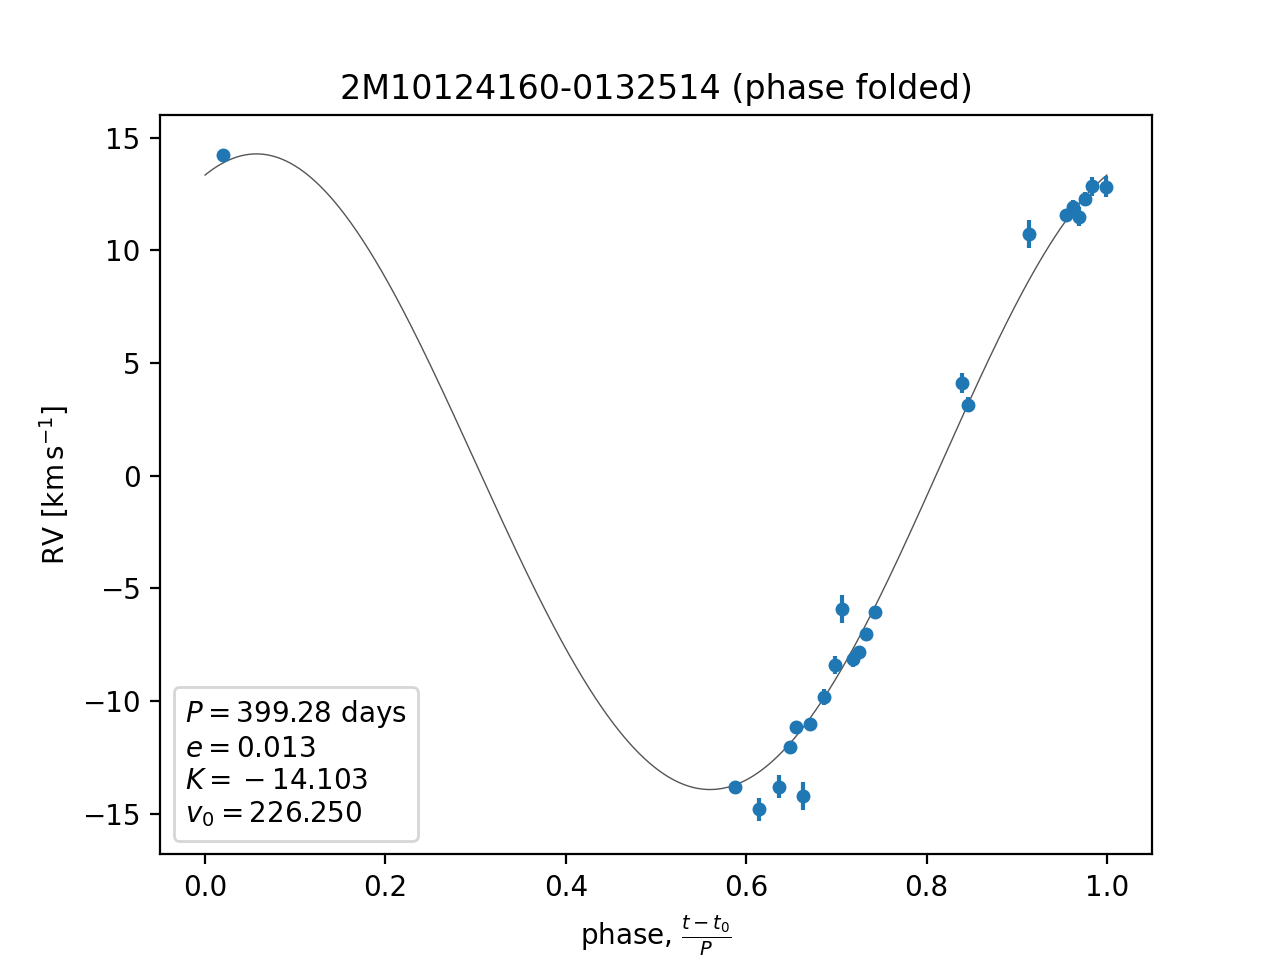 2M10124160-0132514 (phase folded)
RV [km s⁻¹]
15
10
5
0
−5
−10
−15
P = 399.28 days
e = 0.013
K = −14.103
v₀ = 226.250
0.0 0.2 0.4 0.6 0.8 1.0
phase, (t − t₀)/P